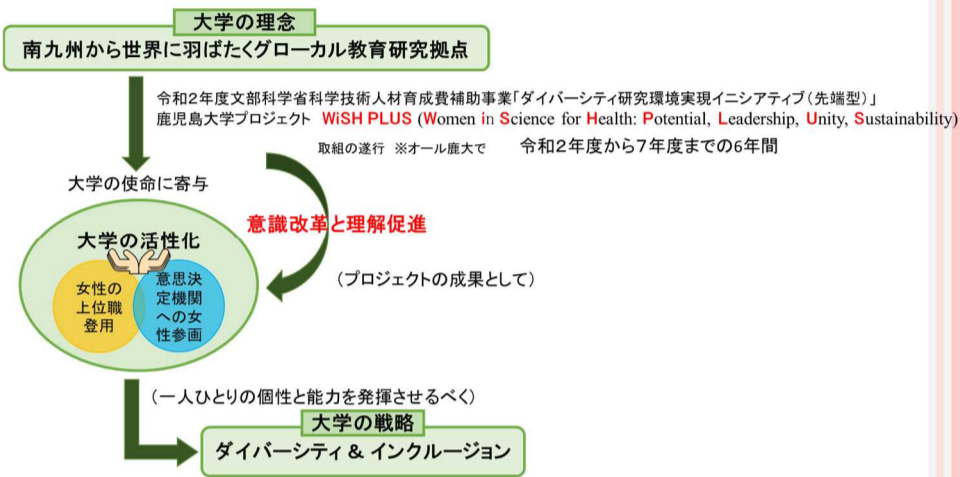 大学の理念
南九州から世界に羽ばたくグローカル教育研究拠点
令和２年度文部科学省科学技術人材育成費補助事業「ダイバーシティ研究環境実現イニシアティブ（先端型）」
鹿児島大学プロジェクト WiSH PLUS (Women in Science for Health: Potential, Leadership, Unity, Sustainability)
取組の遂行 ※オール鹿大で 令和２年度から７年度までの6年間
大学の使命に寄与
意識改革と理解促進
大学の活性化
女性の
上位職
登用
意思決
定機関
への女
性参画
（プロジェクトの成果として）
（一人ひとりの個性と能力を発揮させるべく）
大学の戦略
ダイバーシティ & インクルージョン